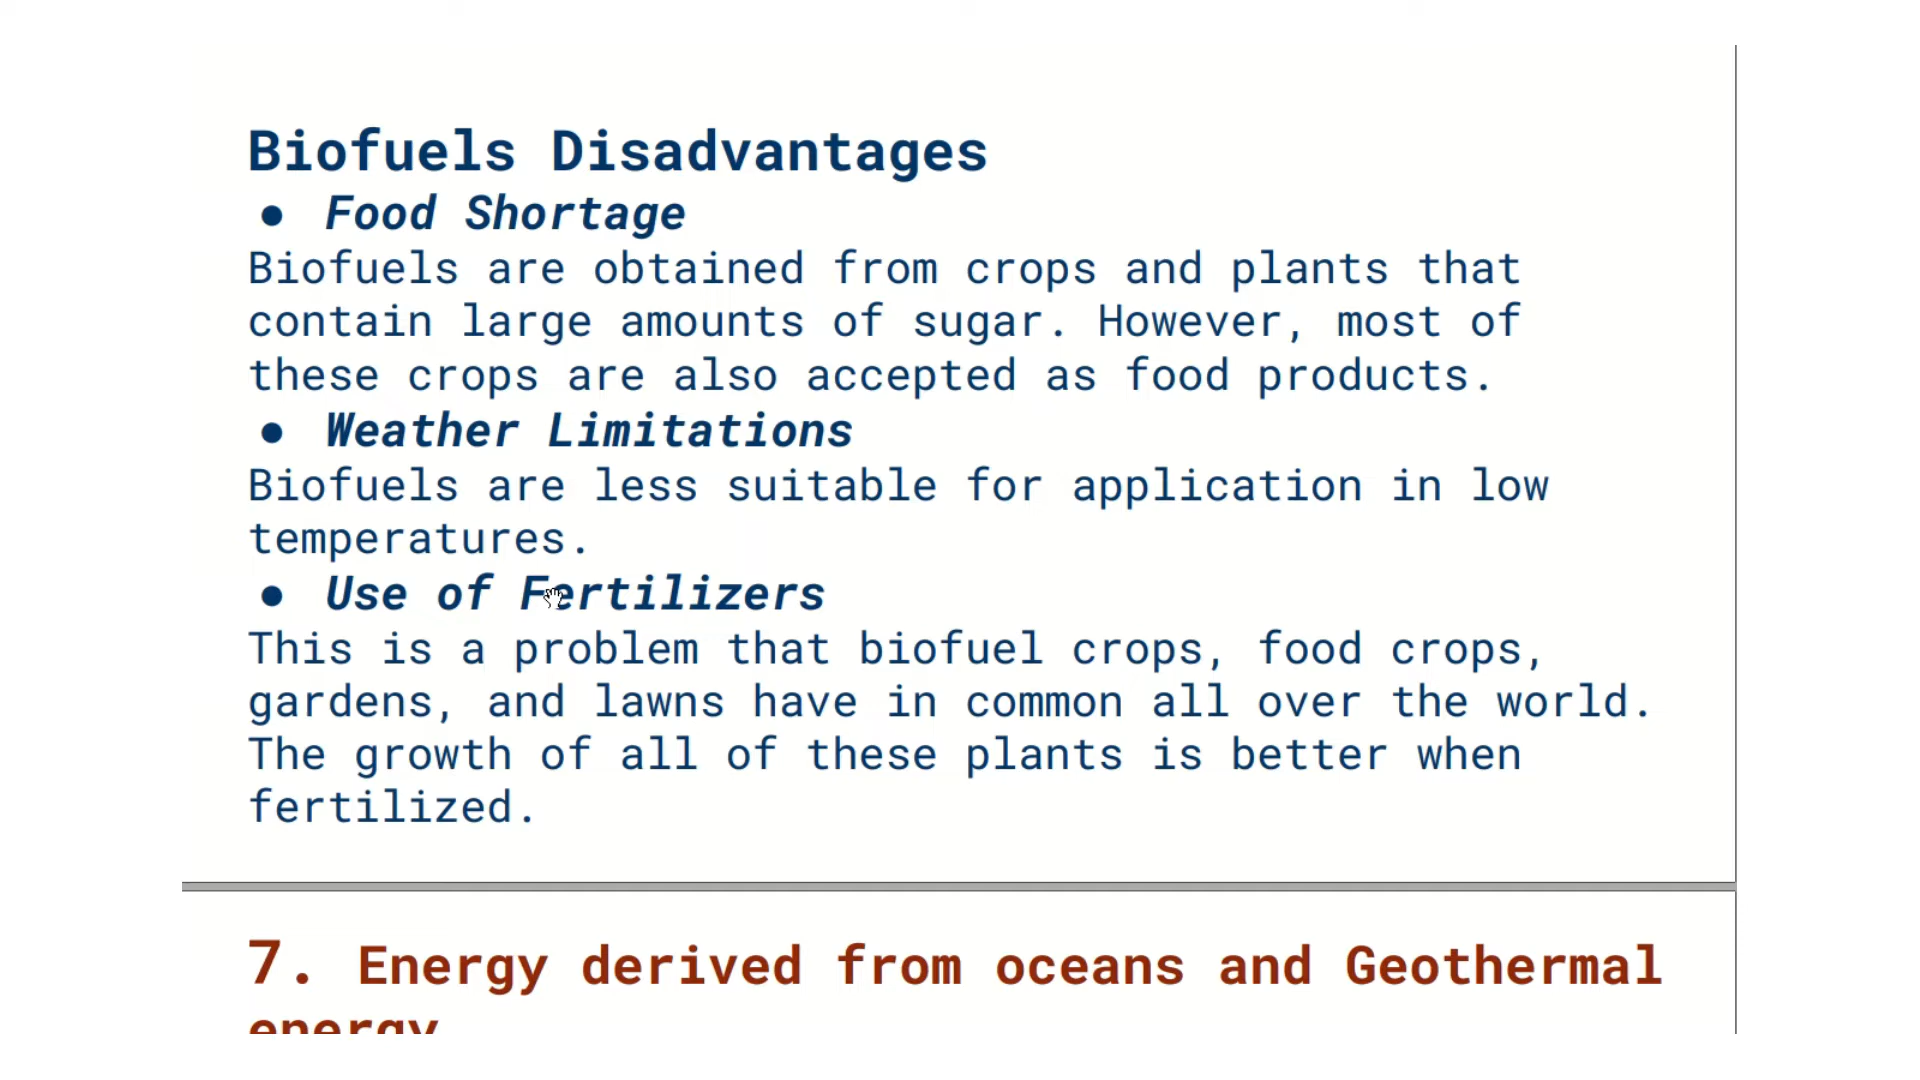 Biofuels Disadvantages
● Food Shortage
Biofuels are obtained from crops and plants that
contain large amounts of sugar. However, most of
these crops are also accepted as food products.
● Weather Limitations
Biofuels are less suitable for application in low
temperatures.
● Use of Fertilizers
This is a problem that biofuel crops, food crops,
gardens, and lawns have in common all over the world.
The growth of all of these plants is better when
fertilized.
7. Energy derived from oceans and Geothermal
energy